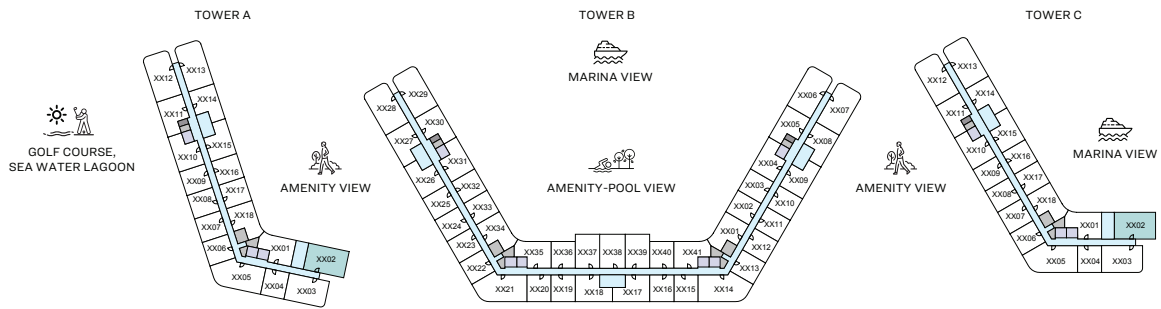 TOWER A
TOWER B
TOWER C
MARINA VIEW
GOLF COURSE,
SEA WATER LAGOON
AMENITY VIEW
AMENITY-POOL VIEW
AMENITY VIEW
MARINA VIEW
XX12
XX13
XX11
XX14
XX10
XX15
XX09
XX16
XX08
XX17
XX07
XX18
XX06
XX01
XX02
XX05
XX04
XX03
XX28
XX29
XX27
XX30
XX26
XX31
XX25
XX32
XX24
XX33
XX23
XX34
XX22
XX35
XX36
XX37
XX38
XX39
XX40
XX41
XX21
XX20
XX19
XX18
XX17
XX16
XX15
XX14
XX06
XX07
XX05
XX08
XX04
XX09
XX03
XX10
XX02
XX11
XX01
XX12
XX13
XX12
XX13
XX11
XX14
XX10
XX15
XX09
XX16
XX08
XX17
XX07
XX18
XX06
XX01
XX02
XX05
XX04
XX03